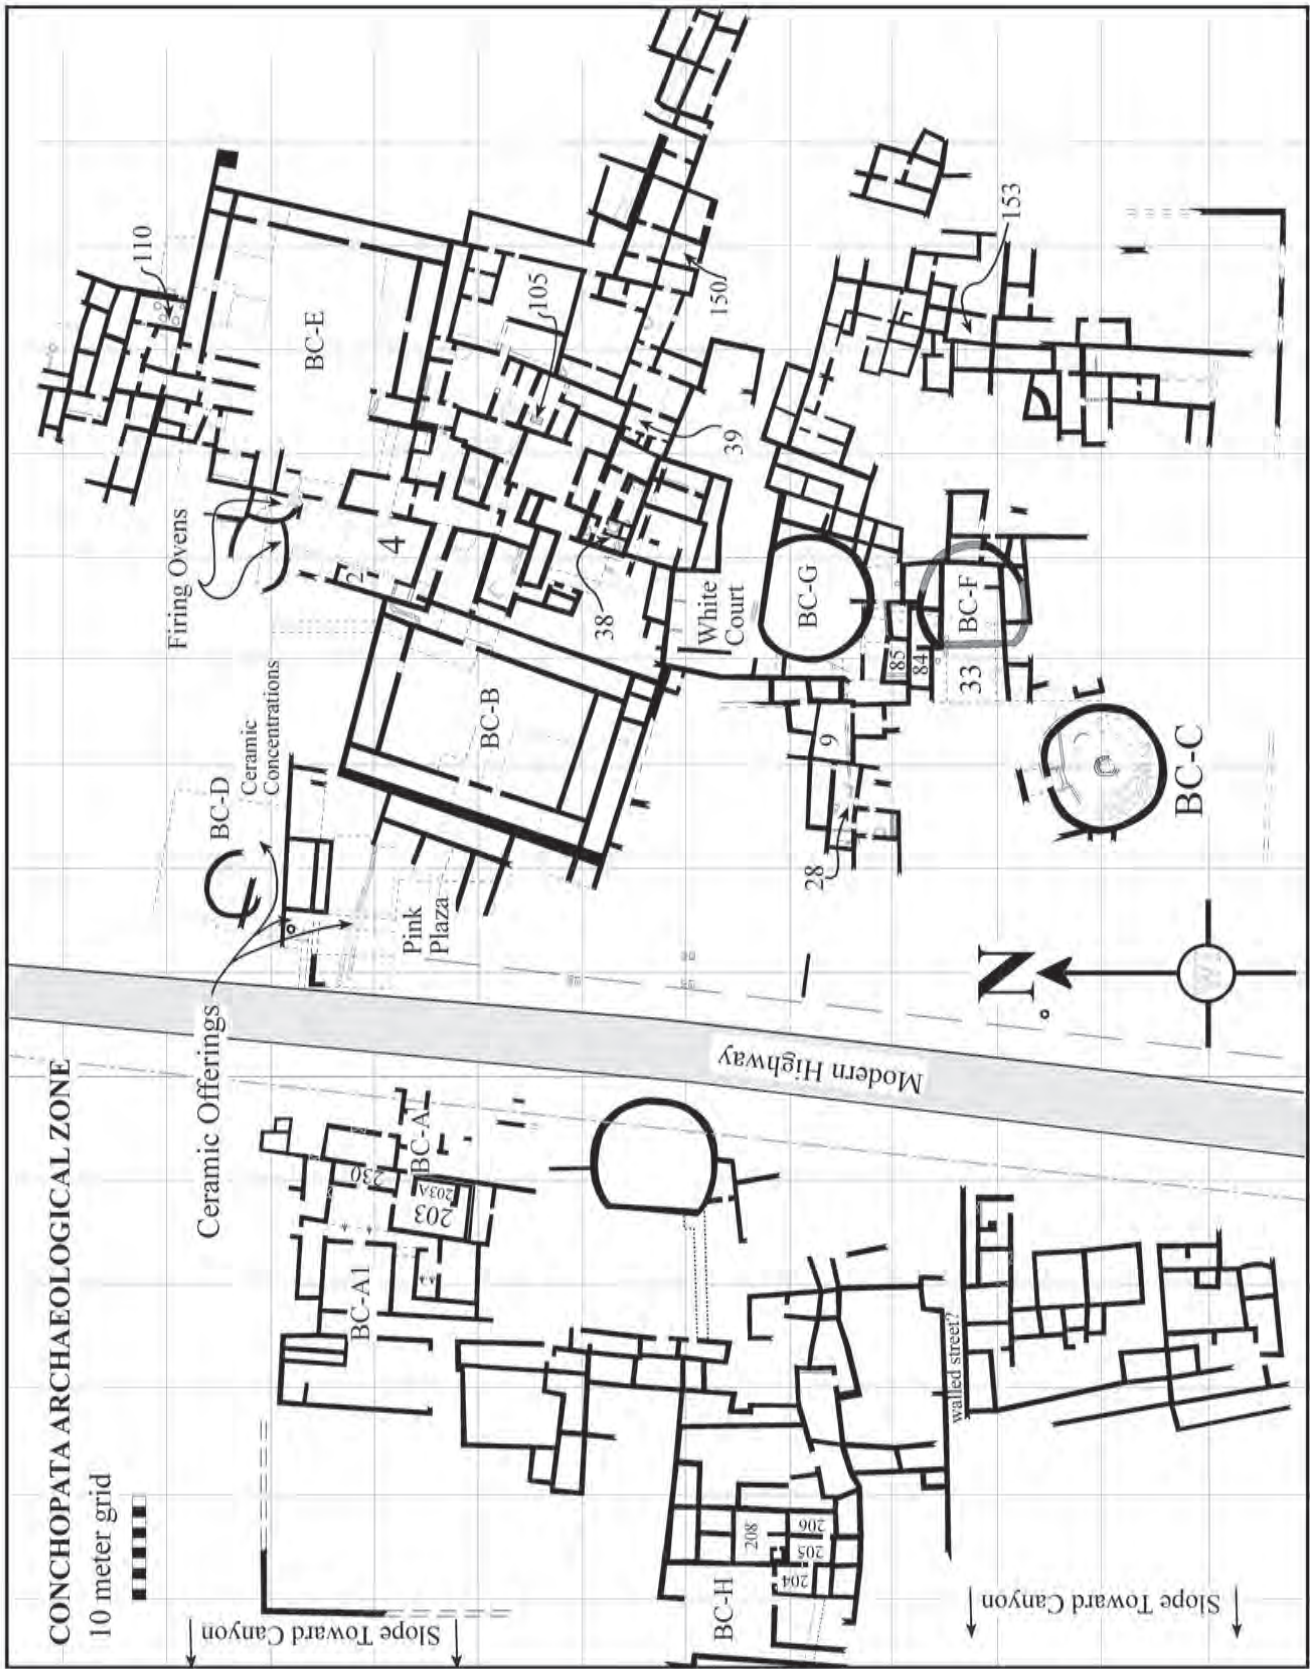 CONCHOPATA ARCHAEOLOGICAL ZONE
10 meter grid
Slope Toward Canyon
Slope Toward Canyon
BC-H
204
205
206
208
walled street?
BC-A1
203
203A
230
BC-A
Modern Highway
Ceramic Offerings
Pink
Plaza
BC-D
Ceramic
Concentrations
Firing Ovens
BC-B
2
4
BC-E
110
105
38
39
150
White
Court
BC-G
BC-F
85
84
33
9
28
BC-C
153
N